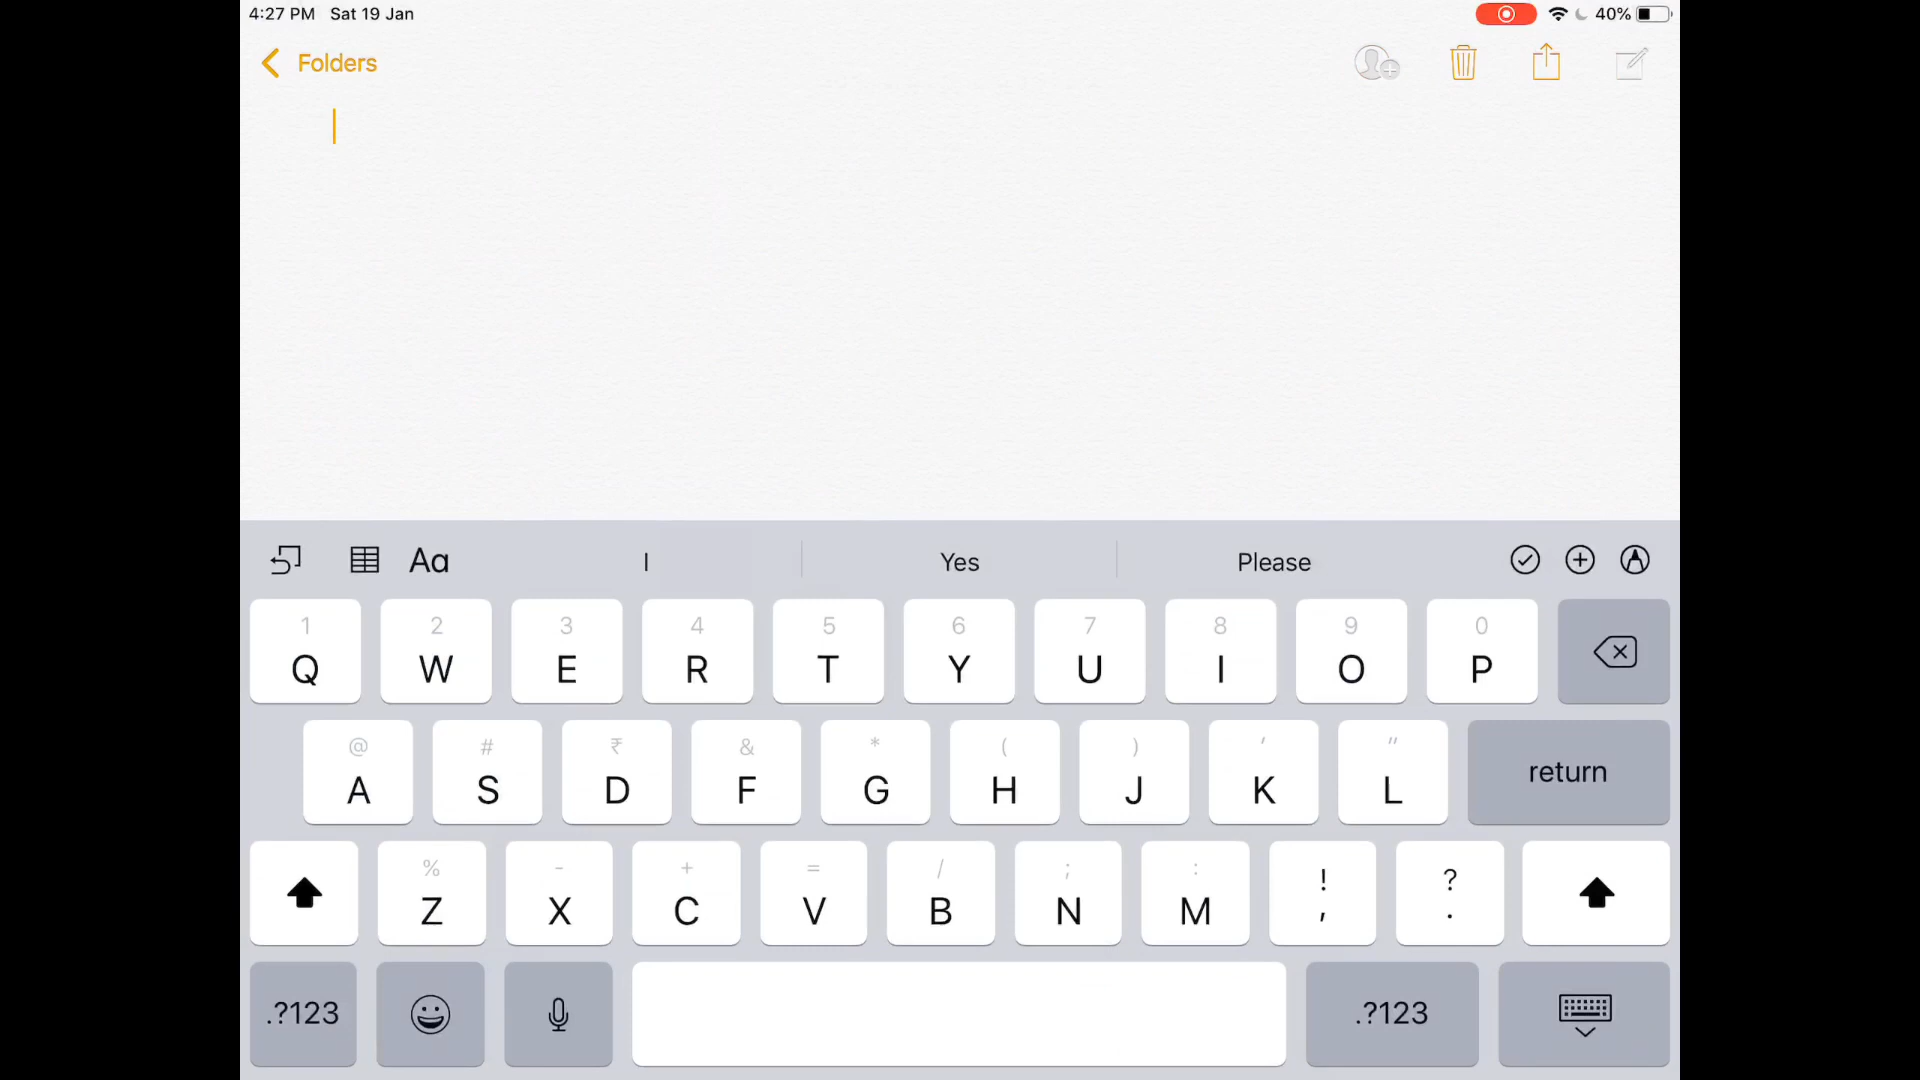 4:27 PM Sat 19 Jan 40%
Folders
Aa I Yes Please
1 2 3 4 5 6 7 8 9 0
Q W E R T Y U I O P
@ # ₹ & * ( ) ' "
A S D F G H J K L return
% - + = / ; : ! ?
Z X C V B N M , .
.?123 .?123